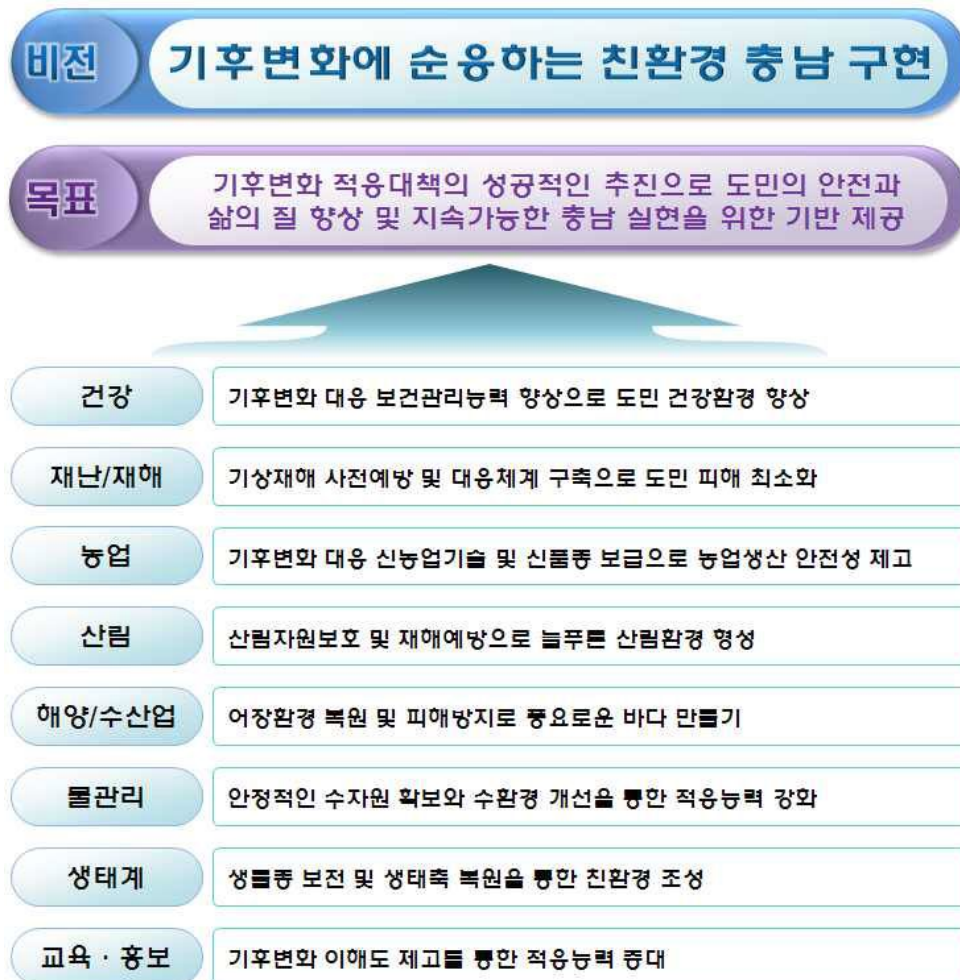 비전
기후변화에 순응하는 친환경 충남 구현
목표
기후변화 적응대책의 성공적인 추진으로 도민의 안전과
삶의 질 향상 및 지속가능한 충남 실현을 위한 기반 제공
건강
기후변화 대응 보건관리능력 향상으로 도민 건강환경 향상
재난/재해
기상재해 사전예방 및 대응체계 구축으로 도민 피해 최소화
농업
기후변화 대응 신농업기술 및 신품종 보급으로 농업생산 안전성 제고
산림
산림자원보호 및 재해예방으로 늘푸른 산림환경 형성
해양/수산업
어장환경 복원 및 피해방지로 풍요로운 바다 만들기
물관리
안정적인 수자원 확보와 수환경 개선을 통한 적응능력 강화
생태계
생물종 보전 및 생태축 복원을 통한 친환경 조성
교육 · 홍보
기후변화 이해도 제고를 통한 적응능력 증대